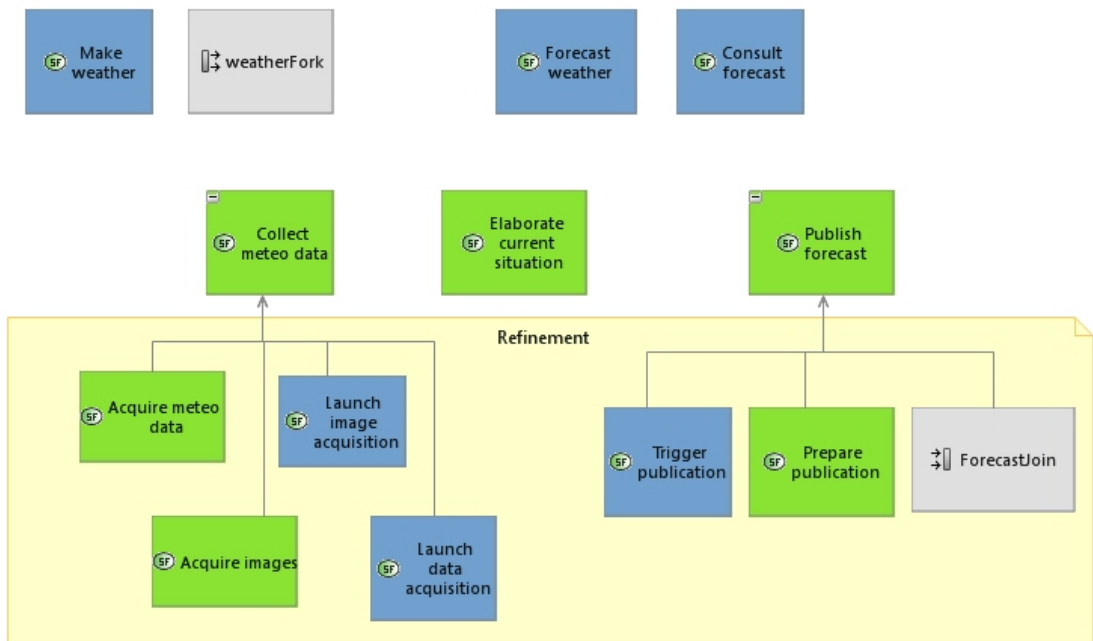 SF
Make
weather
weatherFork
SF
Forecast
weather
SF
Consult
forecast
SF
Collect
meteo data
SF
Elaborate
current
situation
SF
Publish
forecast
Refinement
SF
Acquire meteo
data
SF
Launch
image
acquisition
SF
Trigger
publication
SF
Prepare
publication
ForecastJoin
SF
Acquire images
SF
Launch
data
acquisition